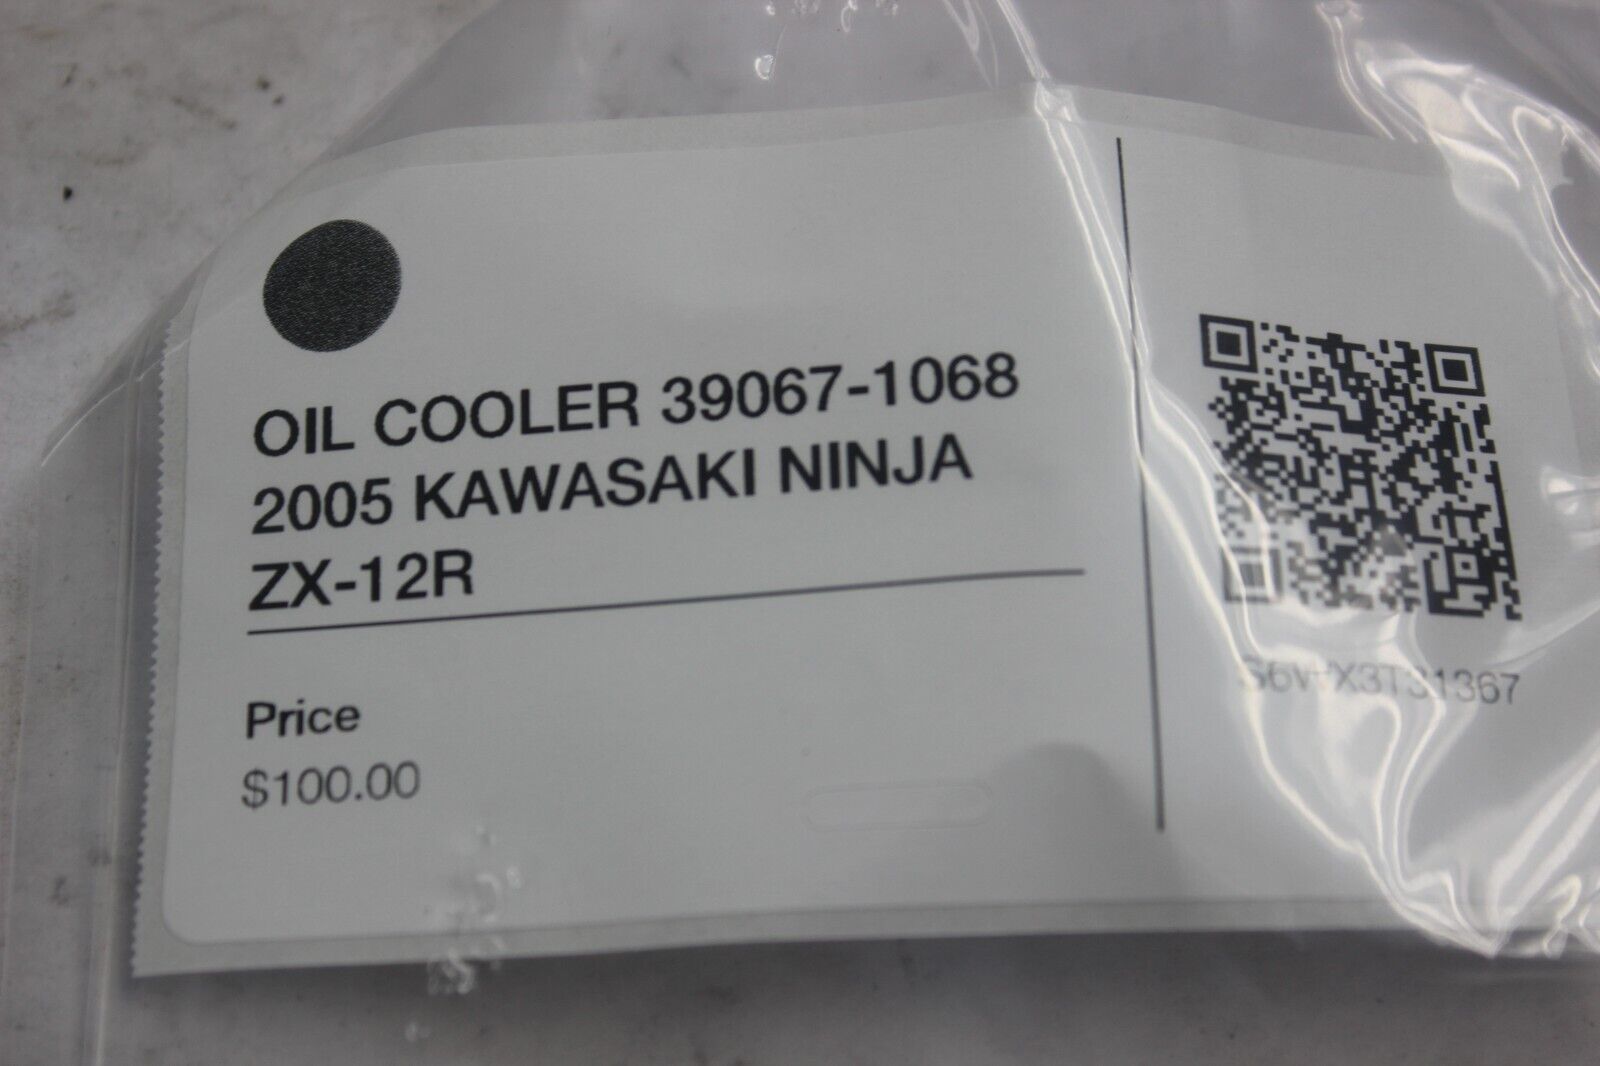 OIL COOLER 39067-1068
2005 KAWASAKI NINJA
ZX-12R
Price
$100.00